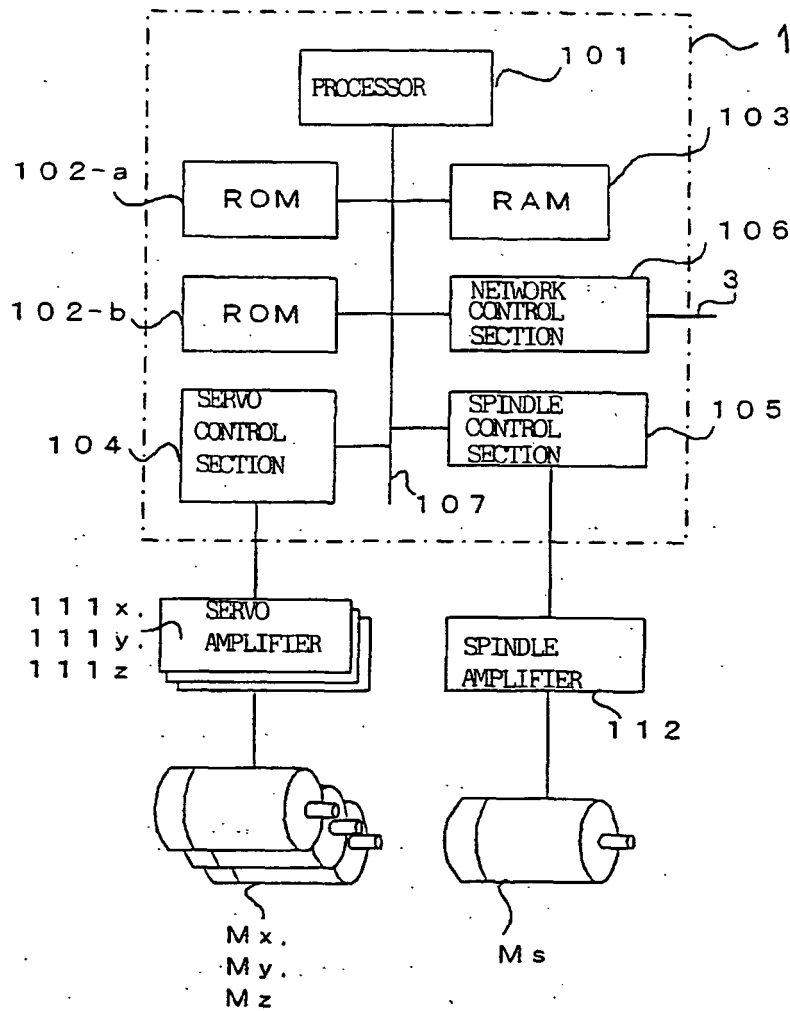 1
PROCESSOR
101
102-a
ROM
RAM
103
102-b
ROM
NETWORK
CONTROL
SECTION
106
3
104
SERVO
CONTROL
SECTION
SPINDLE
CONTROL
SECTION
105
107
111x.
111y.
111z
SERVO
AMPLIFIER
SPINDLE
AMPLIFIER
112
Mx.
My.
Mz
Ms